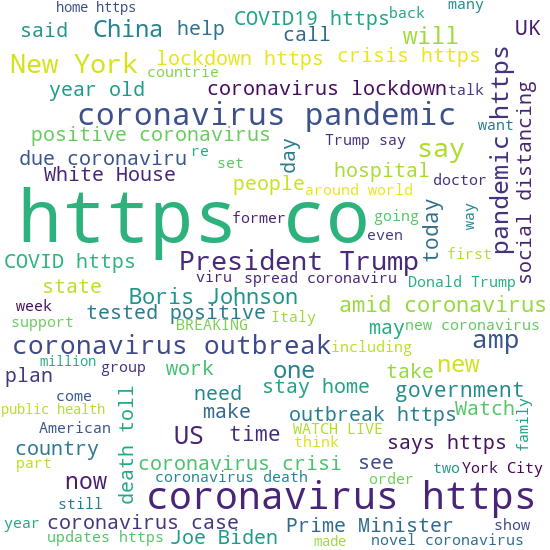 home https
back
many
said
China
help
COVID19 https
call
will
UK
New York
lockdown https
crisis https
countrie
year old
coronavirus lockdown
talk
coronavirus pandemic
pandemic https
social distancing
positive coronavirus
Trump say
want
due coronaviru
re
day
say
set
hospital
White House
people
around world
doctor
https co
former
going
way
even
today
COVID https
President Trump
first
viru
spread coronaviru
Donald Trump
state
Boris Johnson
week
tested positive
amid coronavirus
support
BREAKING
Italy
may
new coronavirus
coronavirus outbreak
including
amp
million
group
work
one
take
new
plan
stay home
government
come
need
death toll
public health
make
outbreak https
Watch
American
US
time
WATCH LIVE
family
country
think
says https
part
coronavirus crisi
see
two
York City
now
coronavirus death
order
still
coronavirus https
year
coronavirus case
Prime Minister
show
updates https
Joe Biden
made
novel coronavirus